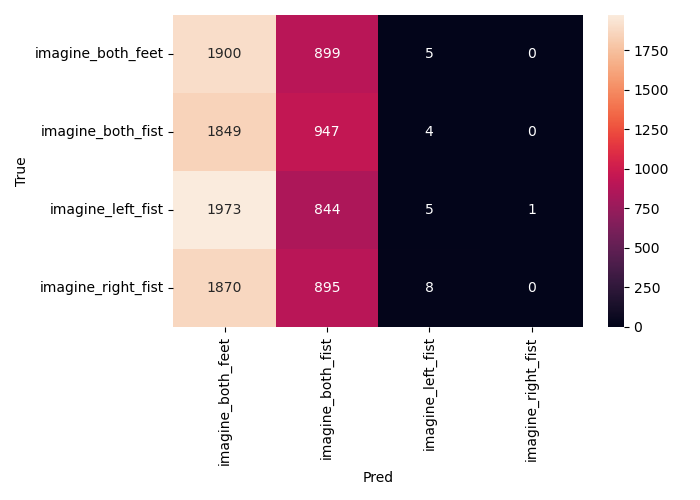 imagine_both_feet 1900 899 5 0
imagine_both_fist 1849 947 4 0
imagine_left_fist 1973 844 5 1
imagine_right_fist 1870 895 8 0
True
imagine_both_feet
imagine_both_fist
imagine_left_fist
imagine_right_fist
Pred
1750
1500
1250
1000
750
500
250
0